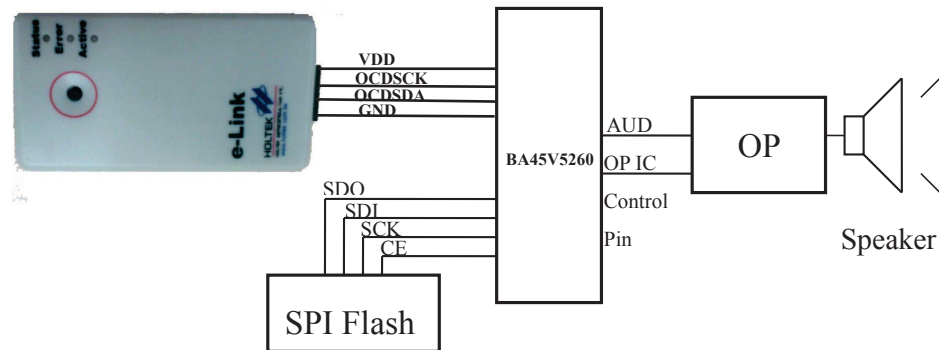 Status
Error
Active
e-Link
HOLTEK
VDD
OCDSCK
OCDSDA
GND
BA45V5260
AUD
OP IC
Control
Pin
OP
Speaker
SDO
SDI
SCK
CE
SPI Flash